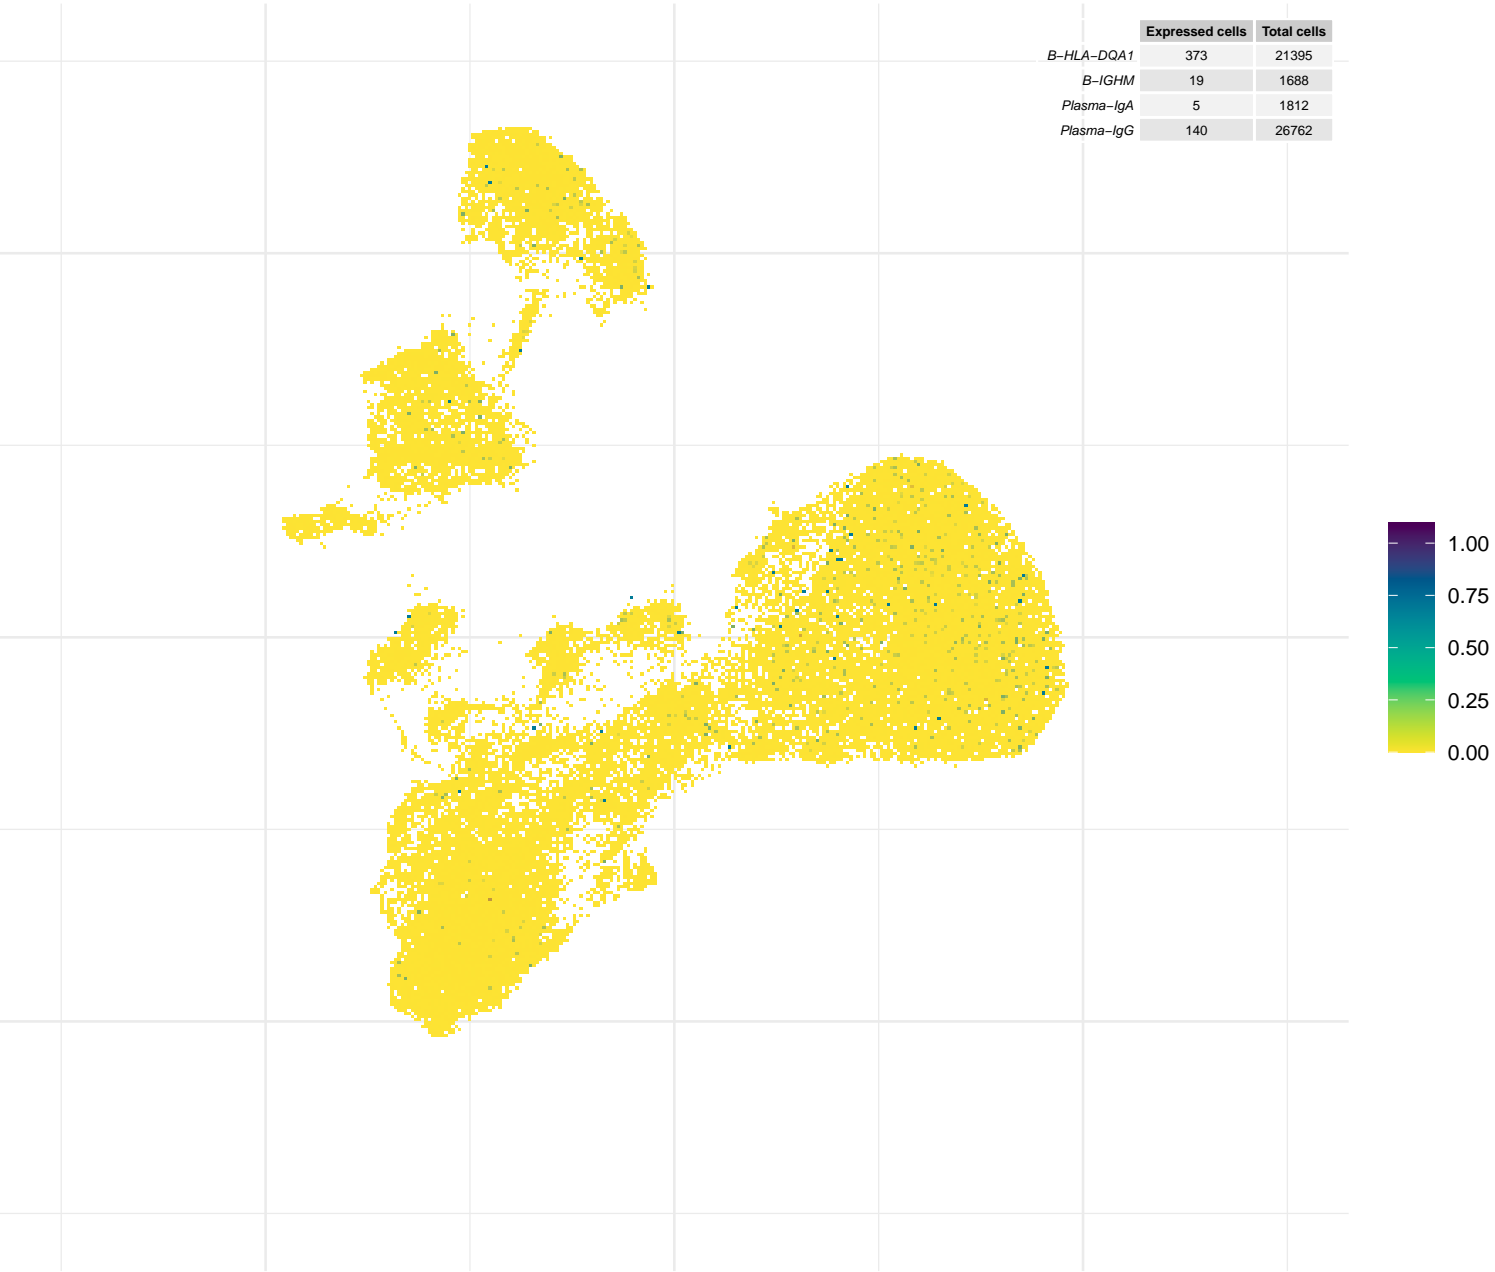 Expressed cells Total cells
B−HLA−DQA1 373 21395
B−IGHM 19 1688
Plasma−IgA 5 1812
Plasma−IgG 140 26762
1.00
0.75
0.50
0.25
0.00